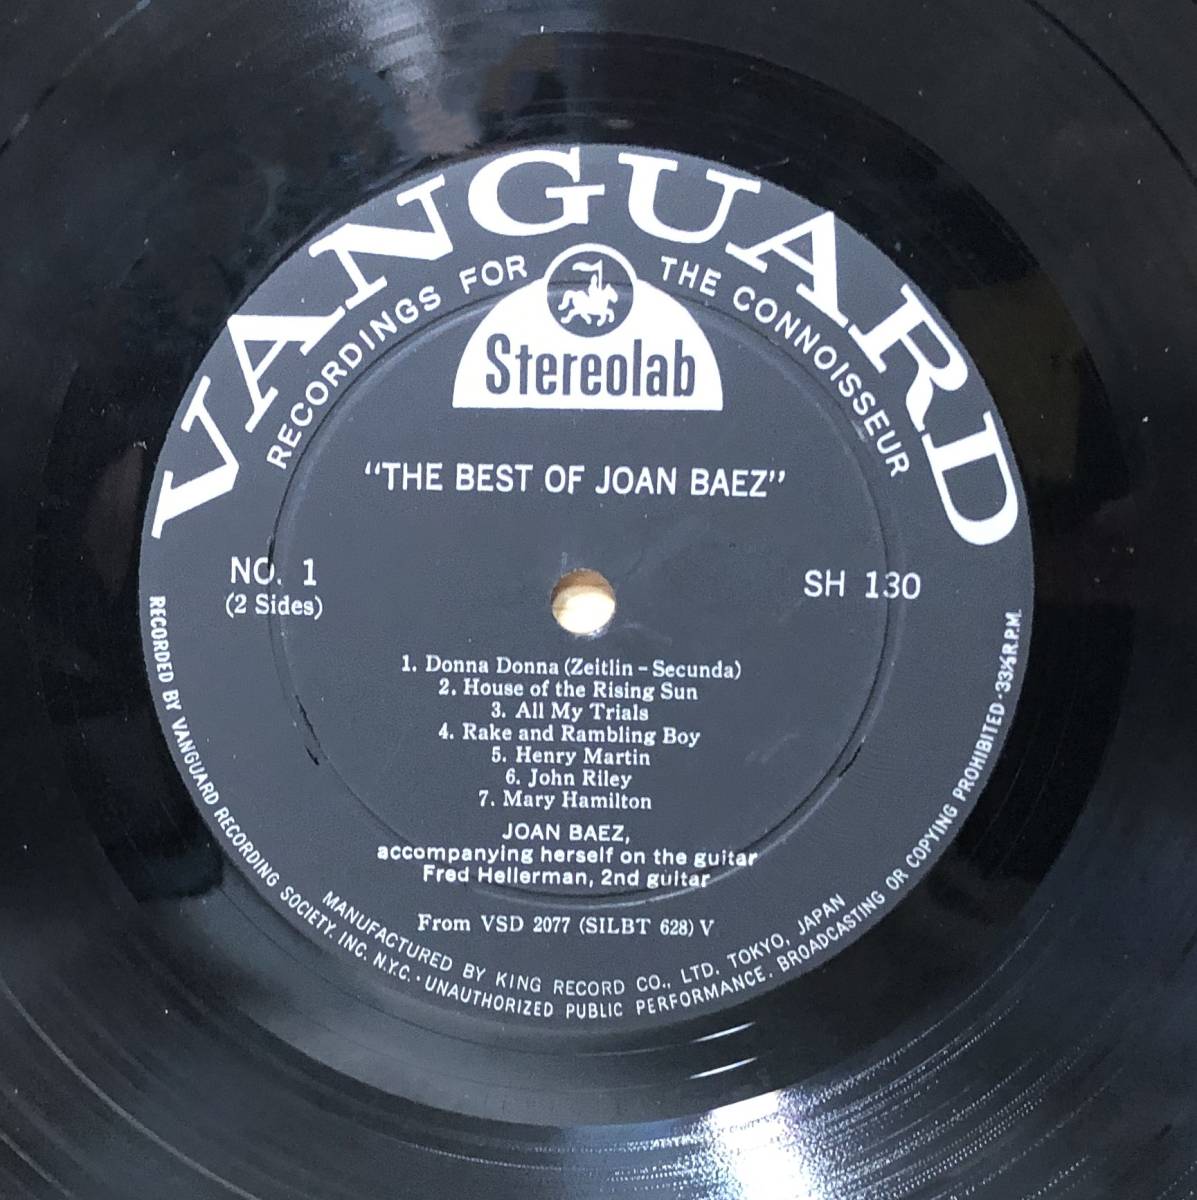 VANGUARD
RECORDINGS FOR THE CONNOISSEUR
Stereolab
"THE BEST OF JOAN BAEZ"
NO. 1
(2 Sides)
SH 130
1. Donna Donna (Zeitlin - Secunda)
2. House of the Rising Sun
3. All My Trials
4. Rake and Rambling Boy
5. Henry Martin
6. John Riley
7. Mary Hamilton
JOAN BAEZ,
accompanying herself on the guitar
Fred Hellerman, 2nd guitar
From VSD 2077 (SILBT 628) V
MANUFACTURED BY KING RECORD CO., LTD. TOKYO, JAPAN
RECORDED BY VANGUARD RECORDING SOCIETY. INC. N.Y.C. · UNAUTHORIZED PUBLIC PERFORMANCE. BROADCASTING OR COPYING PROHIBITED · 33⅓ R.P.M.